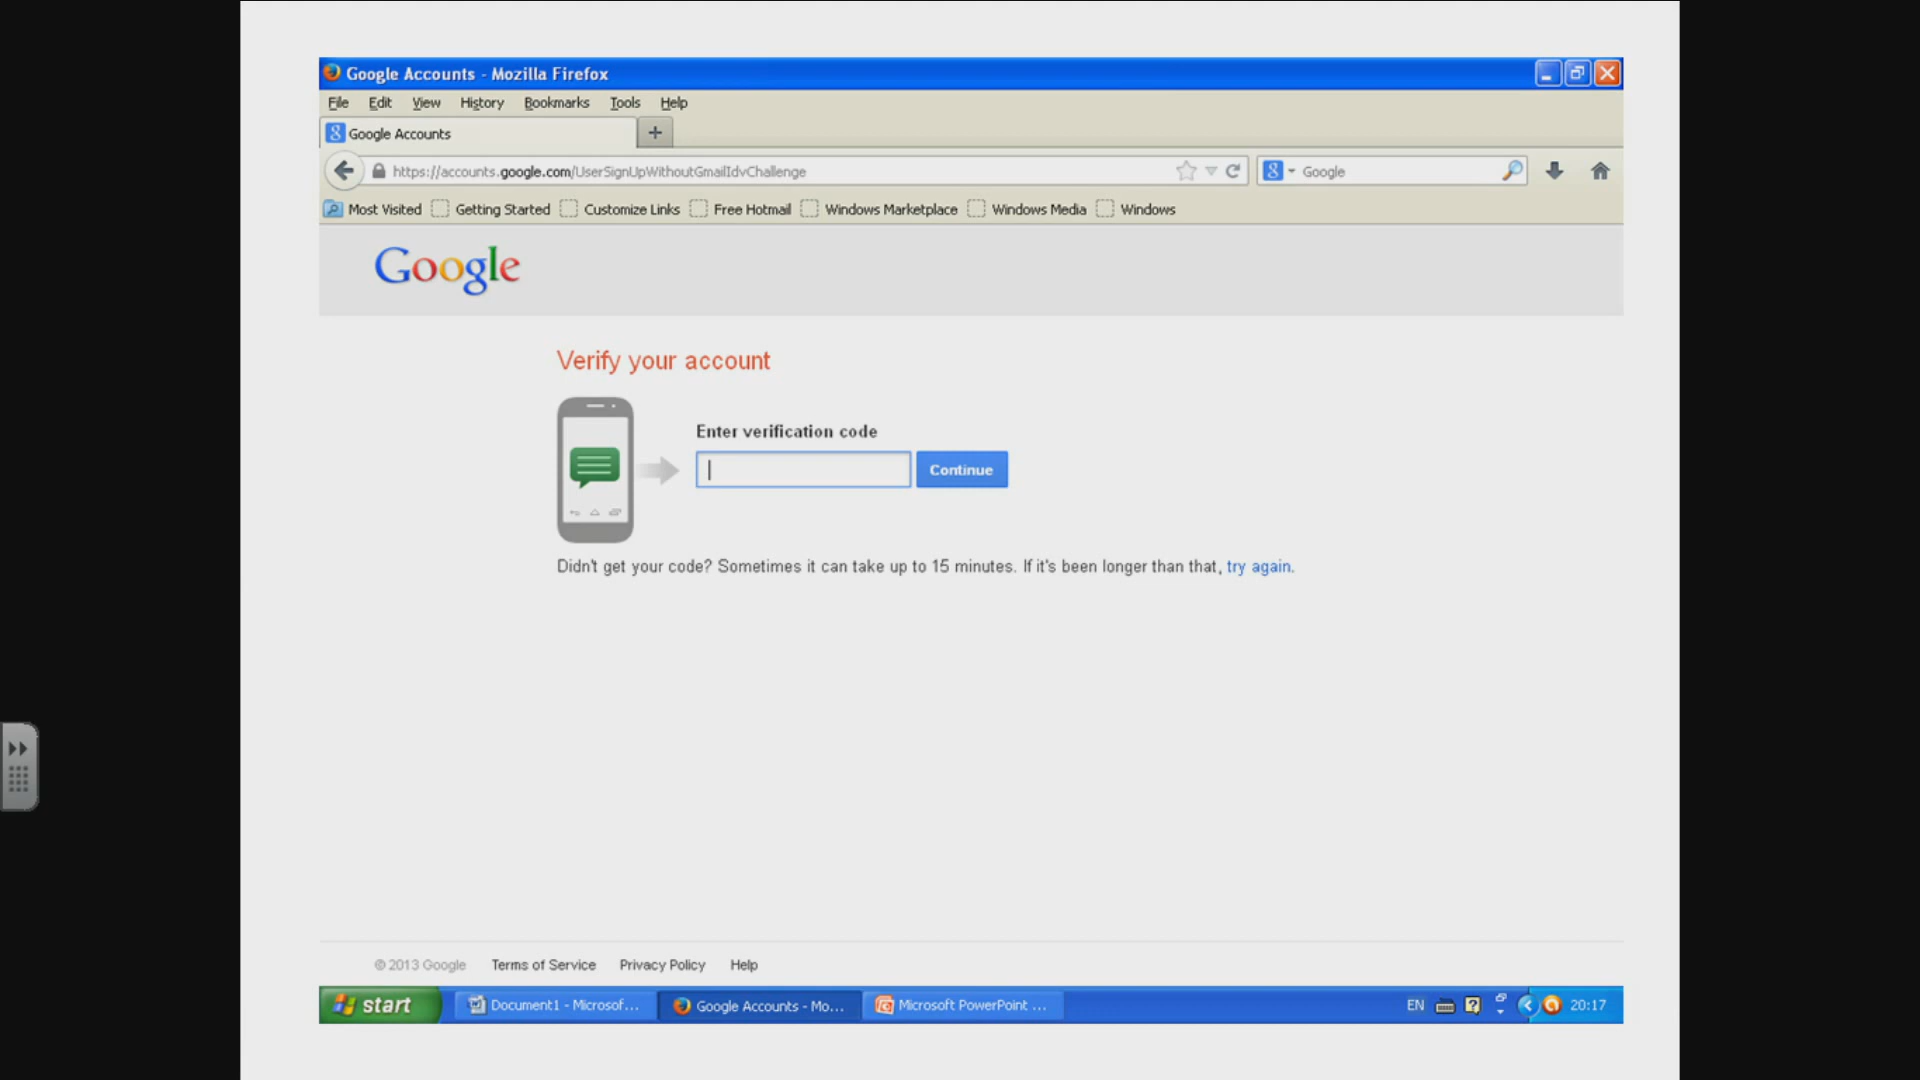 Google Accounts - Mozilla Firefox
File Edit View History Bookmarks Tools Help
Google Accounts
https://accounts.google.com/UserSignUpWithoutGmailIdvChallenge
Google
Most Visited Getting Started Customize Links Free Hotmail Windows Marketplace Windows Media Windows
Google
Verify your account
Enter verification code
Continue
Didn't get your code? Sometimes it can take up to 15 minutes. If it's been longer than that, try again.
© 2013 Google Terms of Service Privacy Policy Help
start Document1 - Microsof... Google Accounts - Mo... Microsoft PowerPoint ... EN 20:17